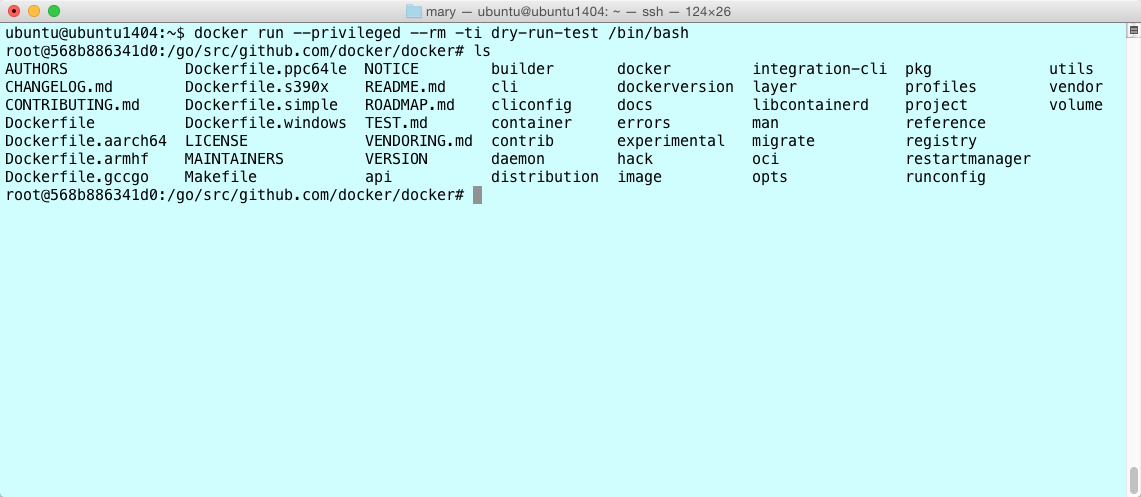 mary — ubuntu@ubuntu1404: ~ — ssh — 124×26
ubuntu@ubuntu1404:~$ docker run --privileged --rm -ti dry-run-test /bin/bash
root@568b886341d0:/go/src/github.com/docker/docker# ls
AUTHORS             Dockerfile.ppc64le  NOTICE        builder       docker         integration-cli  pkg             utils
CHANGELOG.md        Dockerfile.s390x    README.md     cli           dockerversion  layer            profiles        vendor
CONTRIBUTING.md     Dockerfile.simple   ROADMAP.md    cliconfig     docs           libcontainerd    project         volume
Dockerfile          Dockerfile.windows  TEST.md       container     errors         man              reference
Dockerfile.aarch64  LICENSE             VENDORING.md  contrib       experimental   migrate          registry
Dockerfile.armhf    MAINTAINERS         VERSION       daemon        hack           oci              restartmanager
Dockerfile.gccgo    Makefile            api           distribution  image          opts             runconfig
root@568b886341d0:/go/src/github.com/docker/docker#